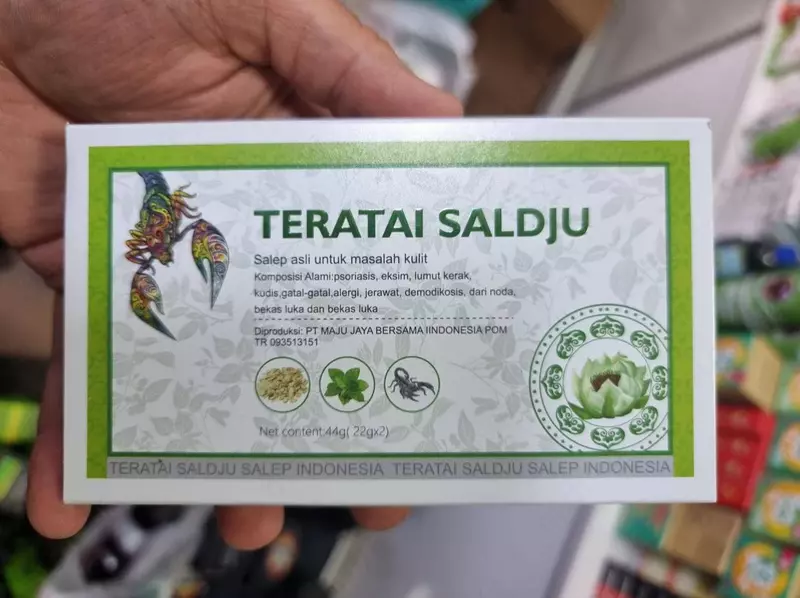 TERATAI SALDJU
Salep asli untuk masalah kulit
Komposisi Alami:psoriasis, eksim, lumut kerak,
kudis,gatal-gatal,alergi, jerawat, demodikosis, dari noda,
bekas luka dan bekas luka
Diproduksi: PT MAJU JAYA BERSAMA IINDONESIA POM
TR 093513151
Net content:44g( 22gx2)
TERATAI SALDJU SALEP INDONESIA TERATAI SALDJU SALEP INDONESIA